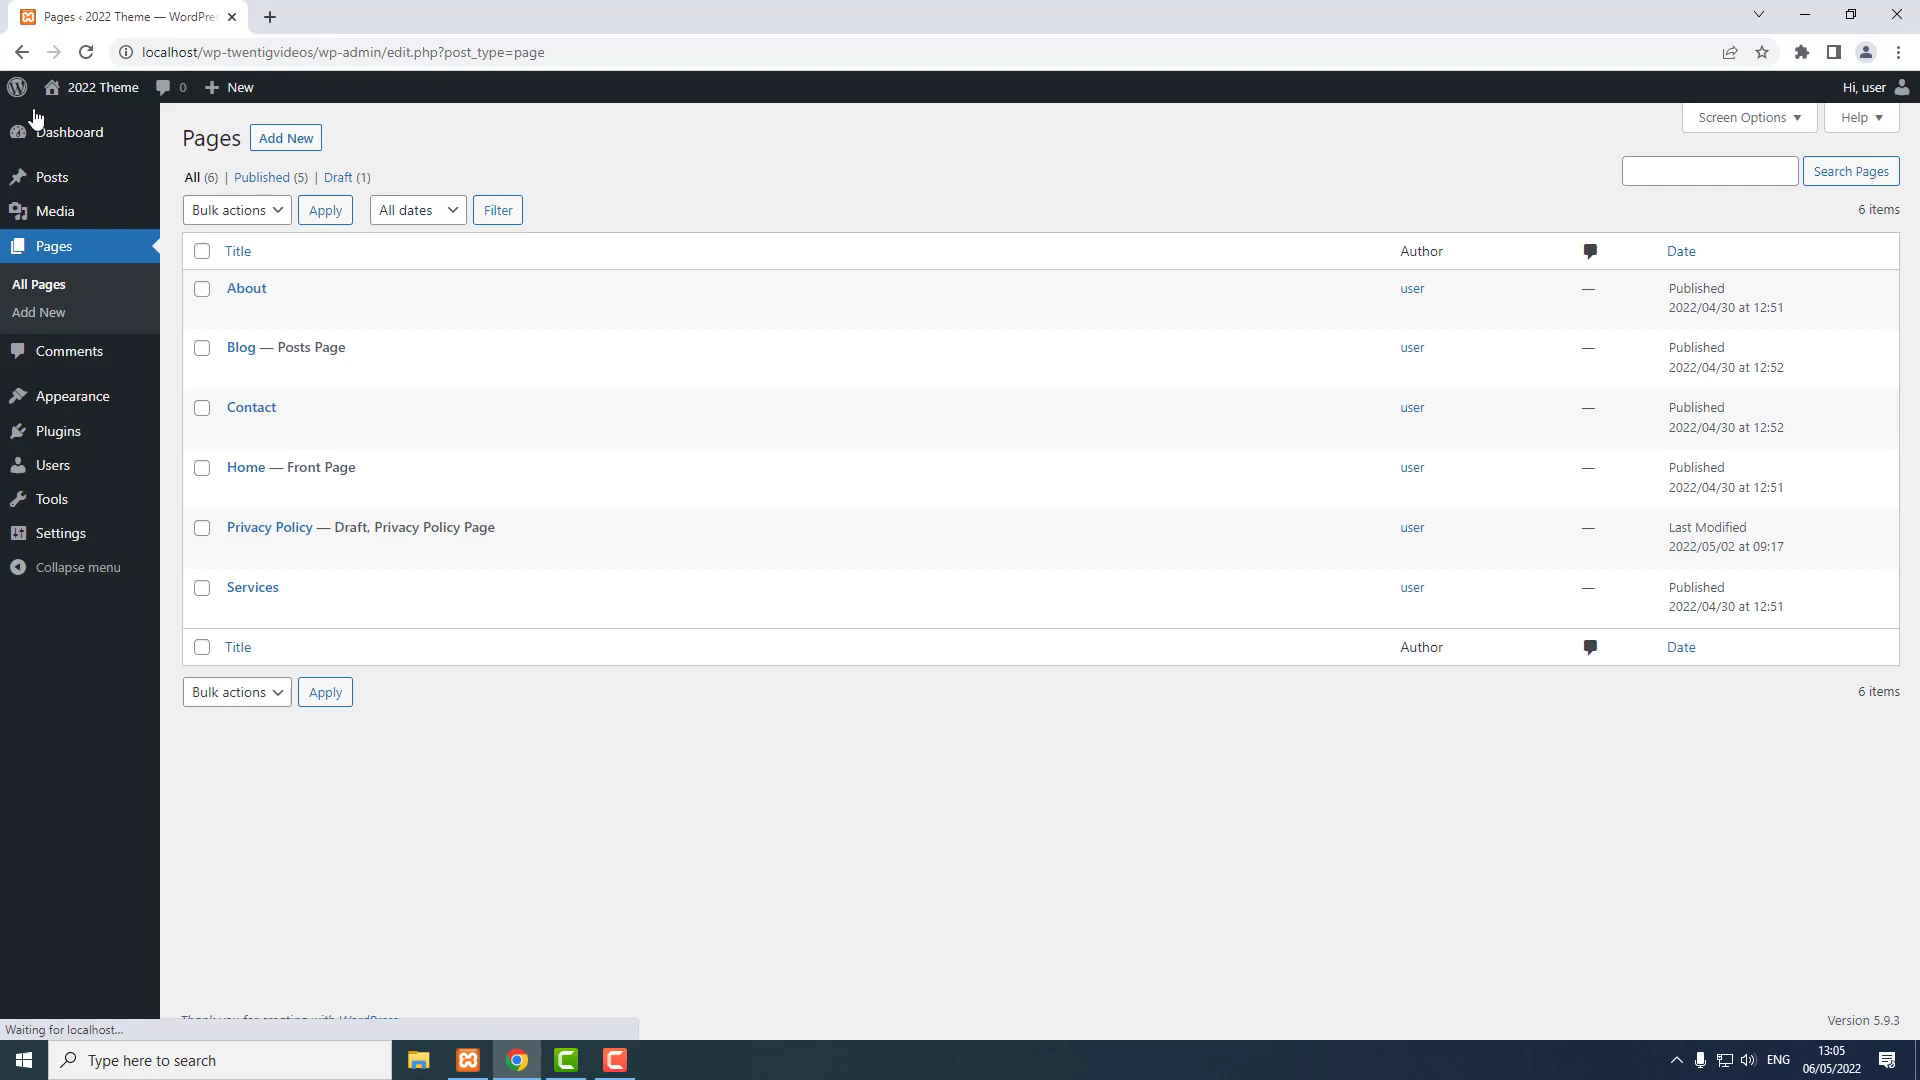 Pages ‹ 2022 Theme — WordPre
localhost/wp-twentigvideos/wp-admin/edit.php?post_type=page
2022 Theme 0 New Hi, user
Dashboard
Posts
Media
Pages
All Pages
Add New
Comments
Appearance
Plugins
Users
Tools
Settings
Collapse menu
Screen Options Help
Pages Add New
All (6) | Published (5) | Draft (1)
Search Pages
Bulk actions Apply All dates Filter 6 items
Title Author Date
About user — Published
2022/04/30 at 12:51
Blog — Posts Page user — Published
2022/04/30 at 12:52
Contact user — Published
2022/04/30 at 12:52
Home — Front Page user — Published
2022/04/30 at 12:51
Privacy Policy — Draft, Privacy Policy Page user — Last Modified
2022/05/02 at 09:17
Services user — Published
2022/04/30 at 12:51
Title Author Date
Bulk actions Apply 6 items
Thank you for creating with WordPress. Version 5.9.3
Waiting for localhost...
Type here to search ENG 13:05
06/05/2022